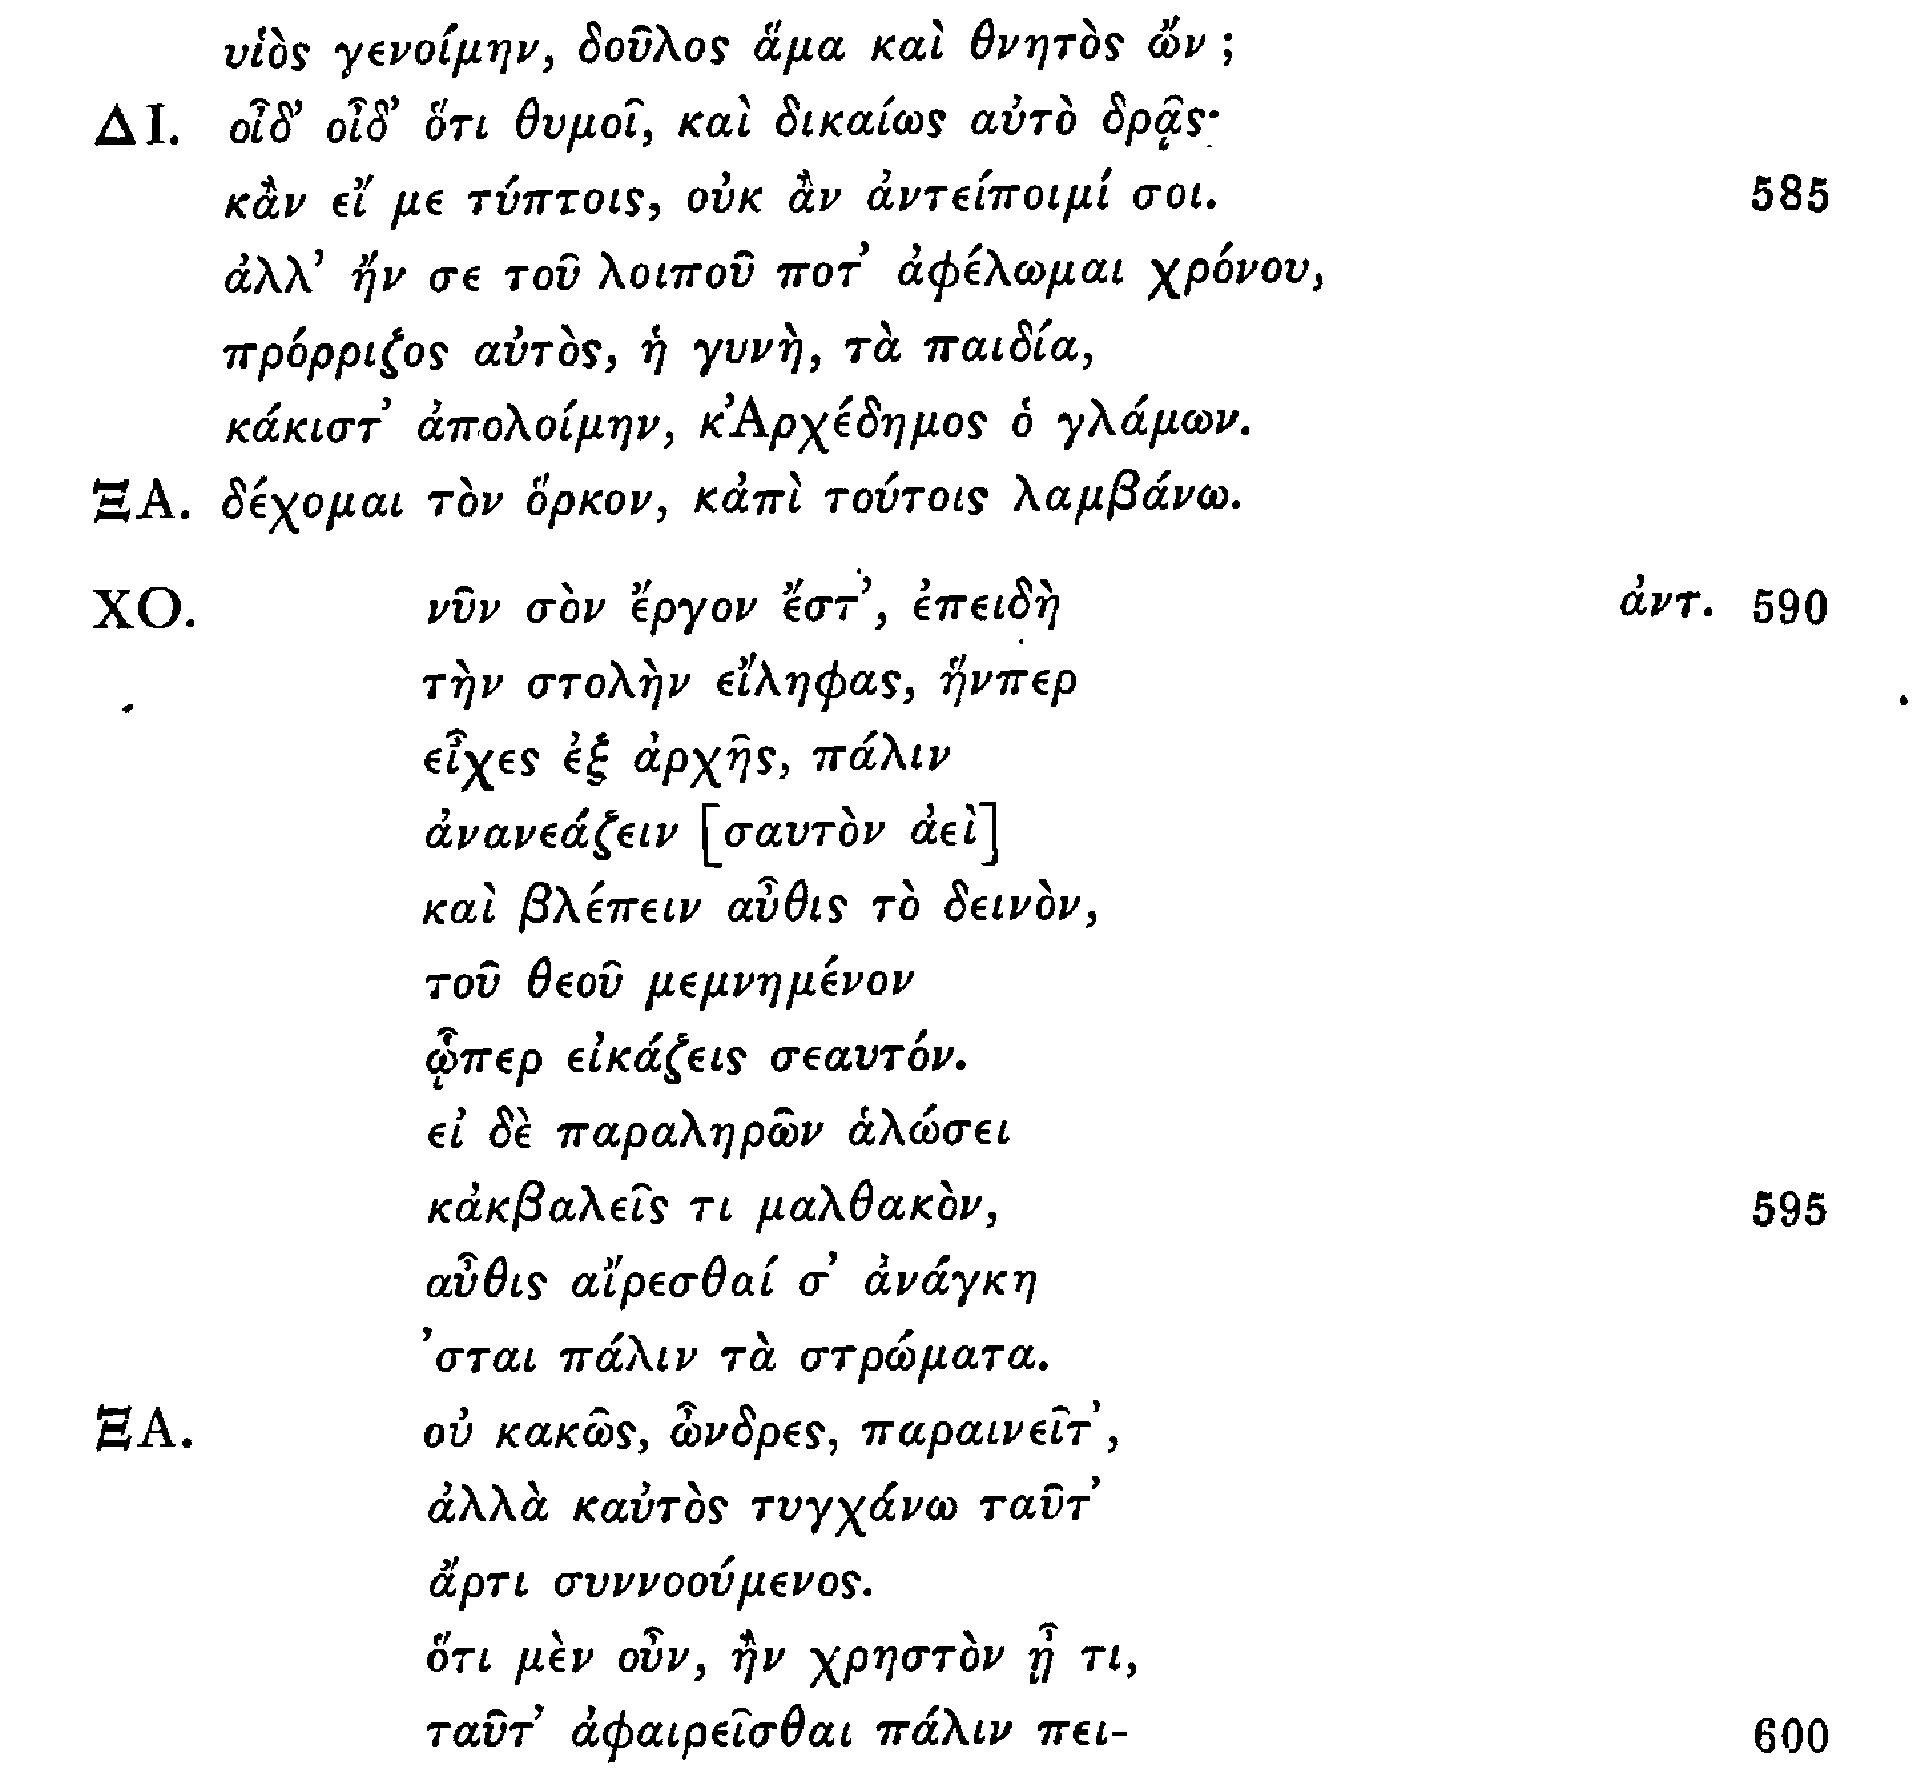 υἱὸς γενοίμην, δοῦλος ἅμα καὶ θνητὸς ὤν ;
ΔΙ. οἶδ’ οἶδ’ ὅτι θυμοῖ, καὶ δικαίως αὐτὸ δρᾷς·
κἂν εἴ με τύπτοις, οὐκ ἂν ἀντείποιμί σοι. 585
ἀλλ’ ἤν σε τοῦ λοιποῦ ποτ’ ἀφέλωμαι χρόνου,
πρόρριζος αὐτὸς, ἡ γυνὴ, τὰ παιδία,
κάκιστ’ ἀπολοίμην, κ’Ἀρχέδημος ὁ γλάμων.
ΞΑ. δέχομαι τὸν ὅρκον, κἀπὶ τούτοις λαμβάνω.
ΧΟ. νῦν σὸν ἔργον ἔστ’, ἐπειδὴ ἀντ. 590
τὴν στολὴν εἴληφας, ἥνπερ
εἶχες ἐξ ἀρχῆς, πάλιν
ἀνανεάζειν [σαυτὸν ἀεὶ]
καὶ βλέπειν αὖθις τὸ δεινὸν,
τοῦ θεοῦ μεμνημένον
ᾧπερ εἰκάζεις σεαυτόν.
εἰ δὲ παραληρῶν ἁλώσει
κἀκβαλεῖς τι μαλθακὸν, 595
αὖθις αἴρεσθαί σ’ ἀνάγκη
’σται πάλιν τὰ στρώματα.
ΞΑ. οὐ κακῶς, ὦνδρες, παραινεῖτ’,
ἀλλὰ καὐτὸς τυγχάνω ταῦτ’
ἄρτι συννοούμενος.
ὅτι μὲν οὖν, ἢν χρηστὸν ᾖ τι,
ταῦτ’ ἀφαιρεῖσθαι πάλιν πει- 600